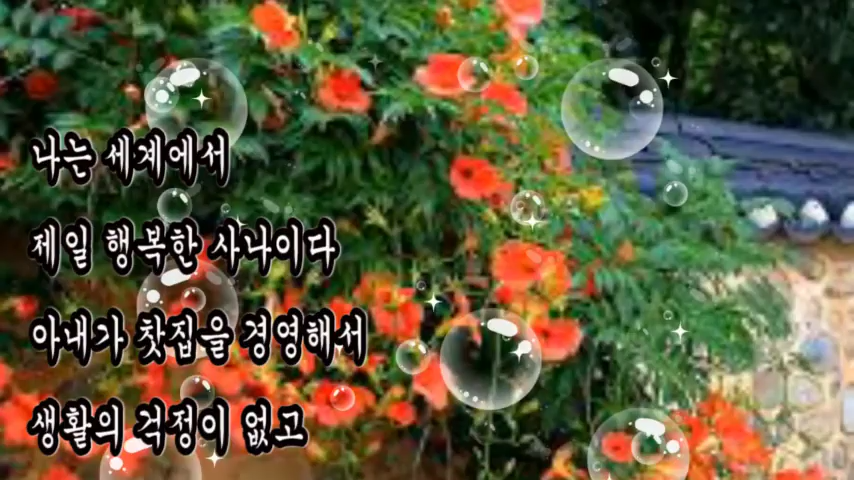 나는 세계에서
제일 행복한 사나이다
아내가 찻집을 경영해서
생활의 걱정이 없고